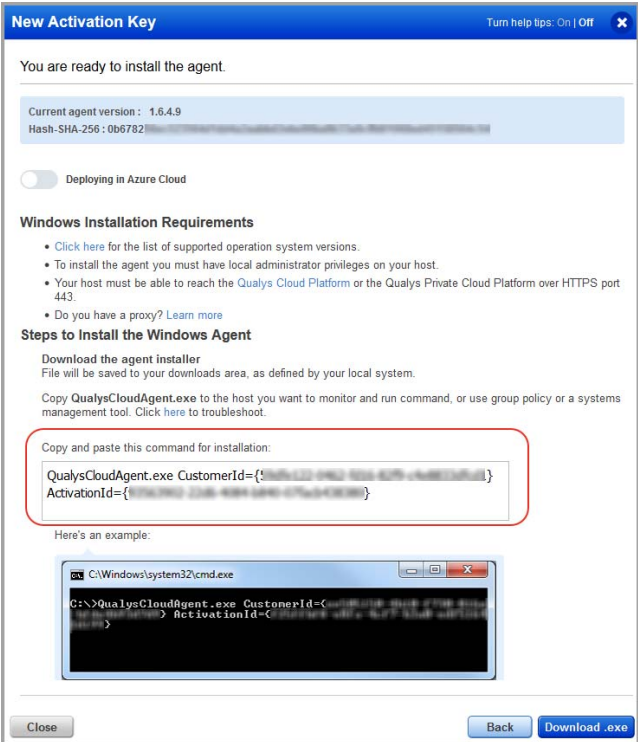 New Activation Key
Turn help tips: On | Off
You are ready to install the agent.
Current agent version : 1.6.4.9
Hash-SHA-256 : 0b6782
Deploying in Azure Cloud
Windows Installation Requirements
• Click here for the list of supported operation system versions.
• To install the agent you must have local administrator privileges on your host.
• Your host must be able to reach the Qualys Cloud Platform or the Qualys Private Cloud Platform over HTTPS port
443.
• Do you have a proxy? Learn more
Steps to Install the Windows Agent
Download the agent installer
File will be saved to your downloads area, as defined by your local system.
Copy QualysCloudAgent.exe to the host you want to monitor and run command, or use group policy or a systems
management tool. Click here to troubleshoot.
Copy and paste this command for installation:
QualysCloudAgent.exe CustomerId={ }
ActivationId={ }
Here's an example:
C:\Windows\system32\cmd.exe
C:\>QualysCloudAgent.exe CustomerId={
} ActivationId={
}
Close
Back
Download .exe